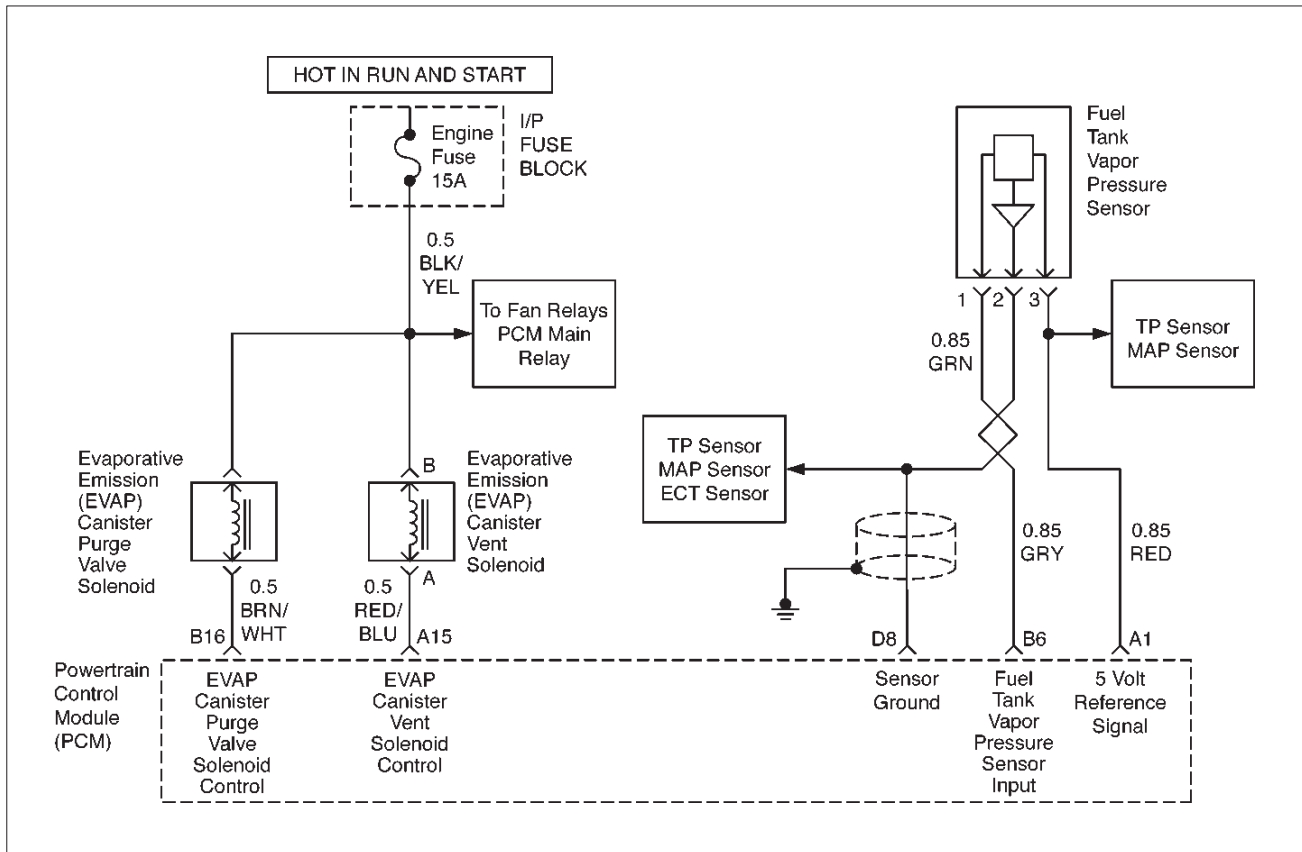 HOT IN RUN AND START
Engine
Fuse
15A
I/P
FUSE
BLOCK
0.5
BLK/
YEL
To Fan Relays
PCM Main
Relay
Evaporative
Emission
(EVAP)
Canister
Purge
Valve
Solenoid
B
A
Evaporative
Emission
(EVAP)
Canister
Vent
Solenoid
0.5
BRN/
WHT
0.5
RED/
BLU
B16
A15
Fuel
Tank
Vapor
Pressure
Sensor
1
2
3
0.85
GRN
TP Sensor
MAP Sensor
TP Sensor
MAP Sensor
ECT Sensor
0.85
GRY
0.85
RED
D8
B6
A1
Powertrain
Control
Module
(PCM)
EVAP
Canister
Purge
Valve
Solenoid
Control
EVAP
Canister
Vent
Solenoid
Control
Sensor
Ground
Fuel
Tank
Vapor
Pressure
Sensor
Input
5 Volt
Reference
Signal